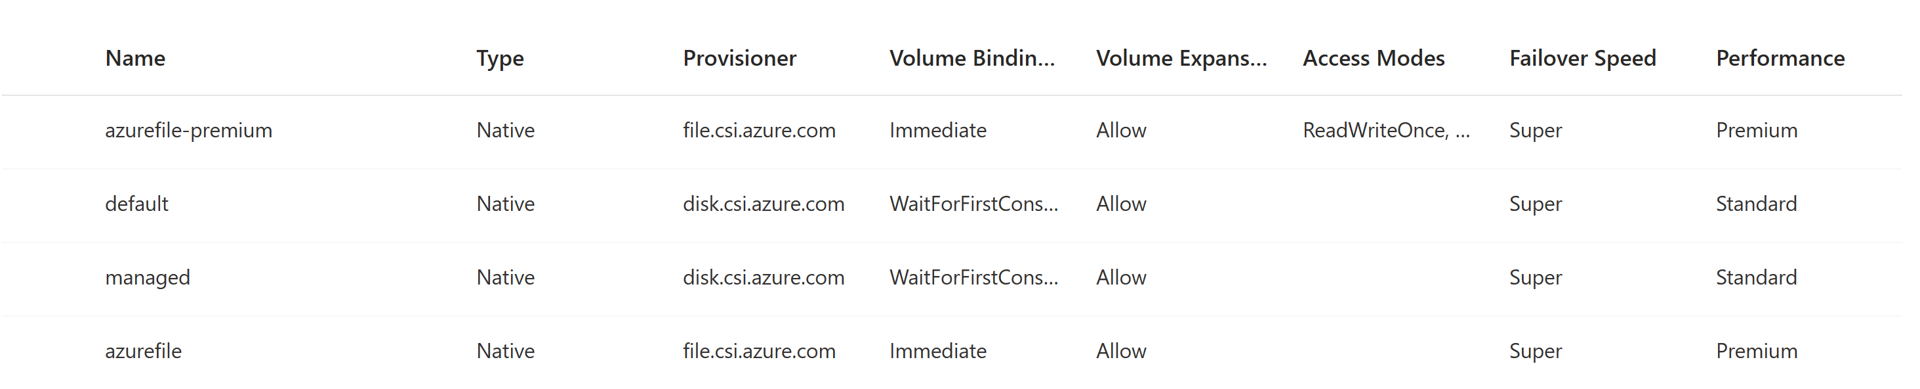 Name Type Provisioner Volume Bindin... Volume Expans... Access Modes Failover Speed Performance
azurefile-premium Native file.csi.azure.com Immediate Allow ReadWriteOnce, ... Super Premium
default Native disk.csi.azure.com WaitForFirstCons... Allow Super Standard
managed Native disk.csi.azure.com WaitForFirstCons... Allow Super Standard
azurefile Native file.csi.azure.com Immediate Allow Super Premium